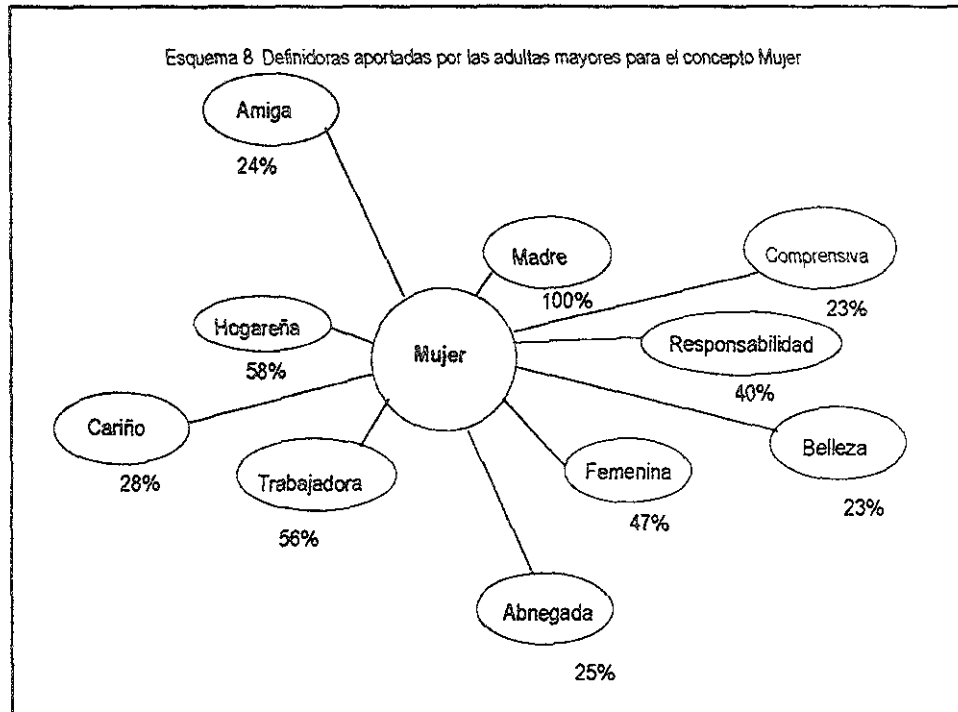 Esquema 8 Definidoras aportadas por las adultas mayores para el concepto Mujer
Amiga
24%
Madre
100%
Comprensiva
23%
Hogareña
58%
Mujer
Responsabilidad
40%
Cariño
28%
Trabajadora
56%
Femenina
47%
Belleza
23%
Abnegada
25%